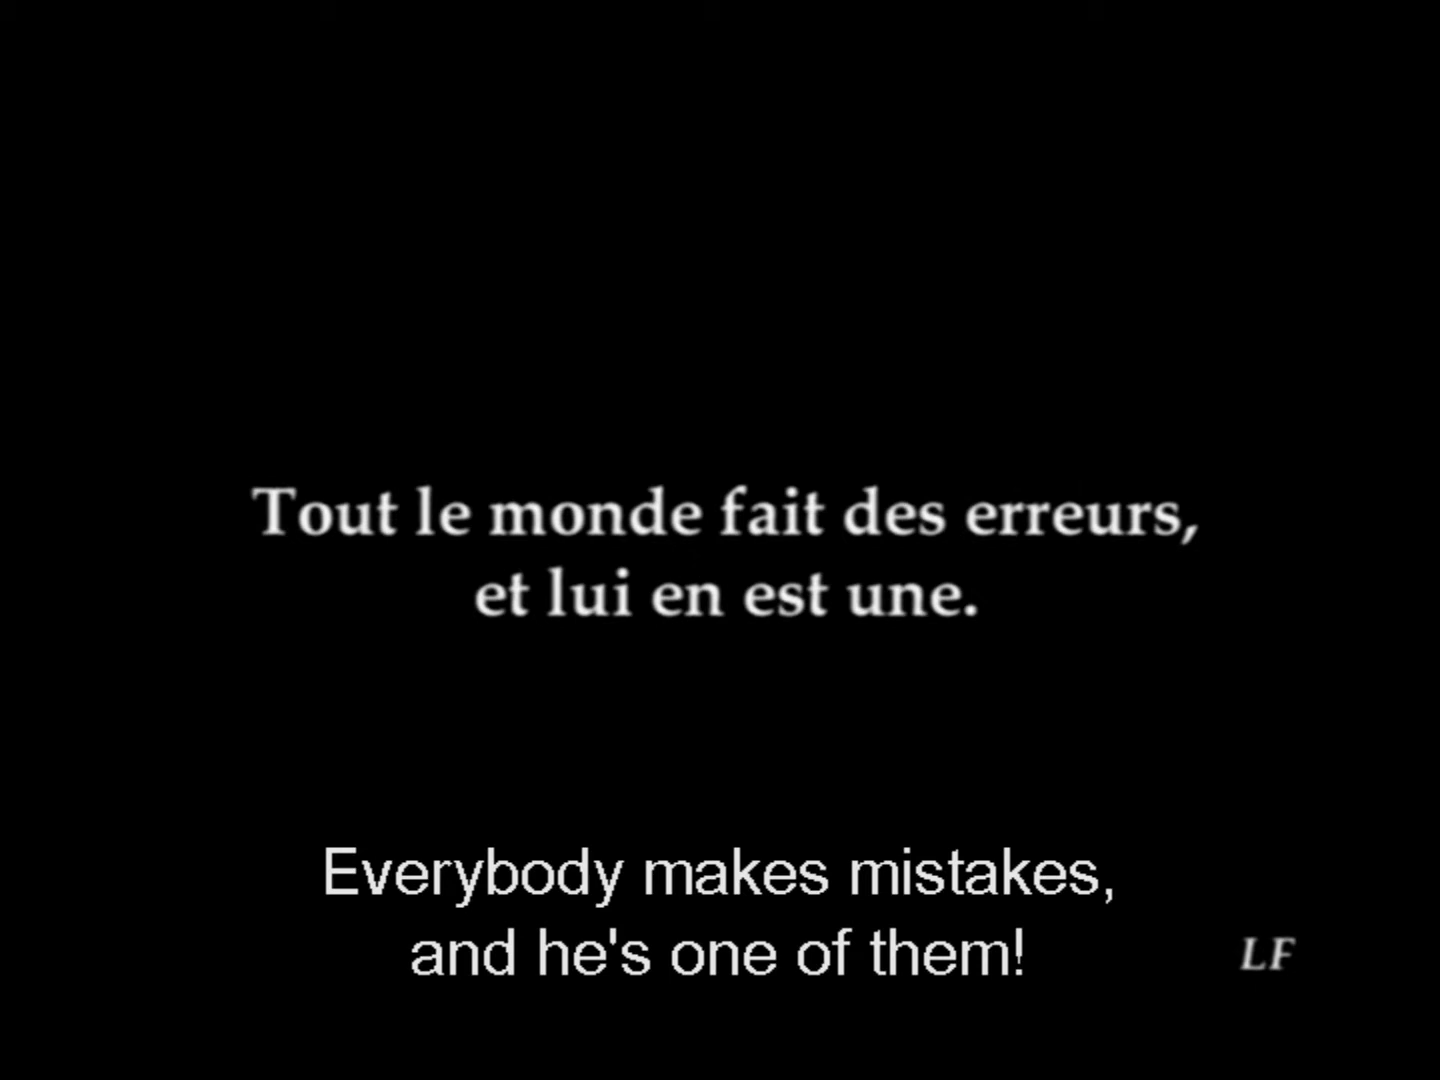 Tout le monde fait des erreurs,
et lui en est une.
Everybody makes mistakes,
and he's one of them!
LF